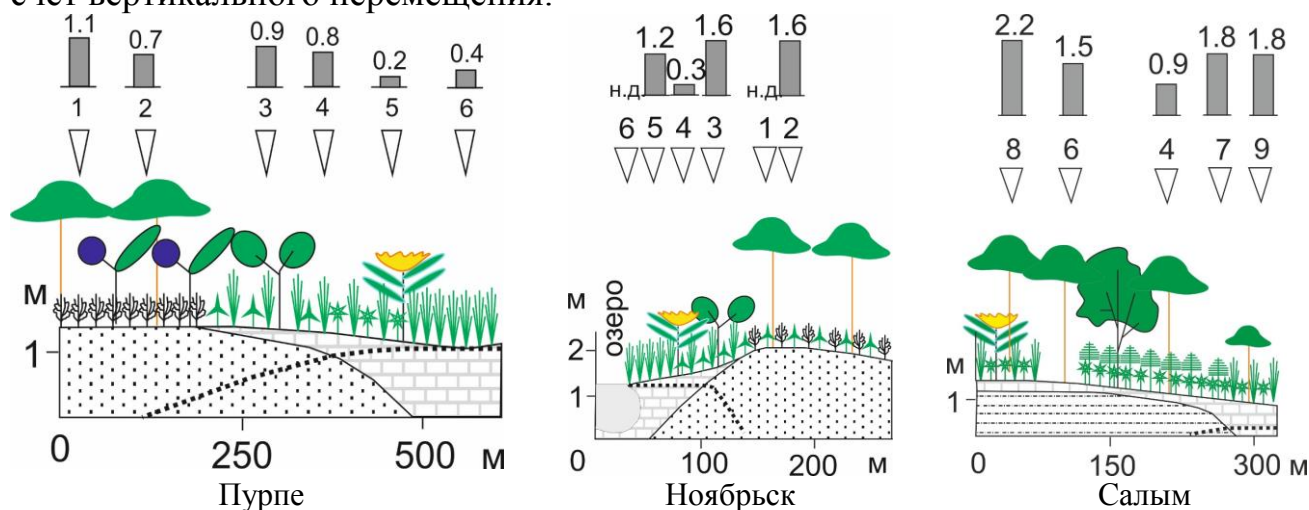 счет вертикального перемещения.
1.1 0.7 0.9 0.8 0.2 0.4
1 2 3 4 5 6
м
1
0 250 500 м
Пурпе
н.д. 1.2 0.3 1.6 н.д. 1.6
6 5 4 3 1 2
м
озеро
2
1
0 100 200 м
Ноябрьск
2.2 1.5 0.9 1.8 1.8
8 6 4 7 9
м
1
0 150 300 м
Салым